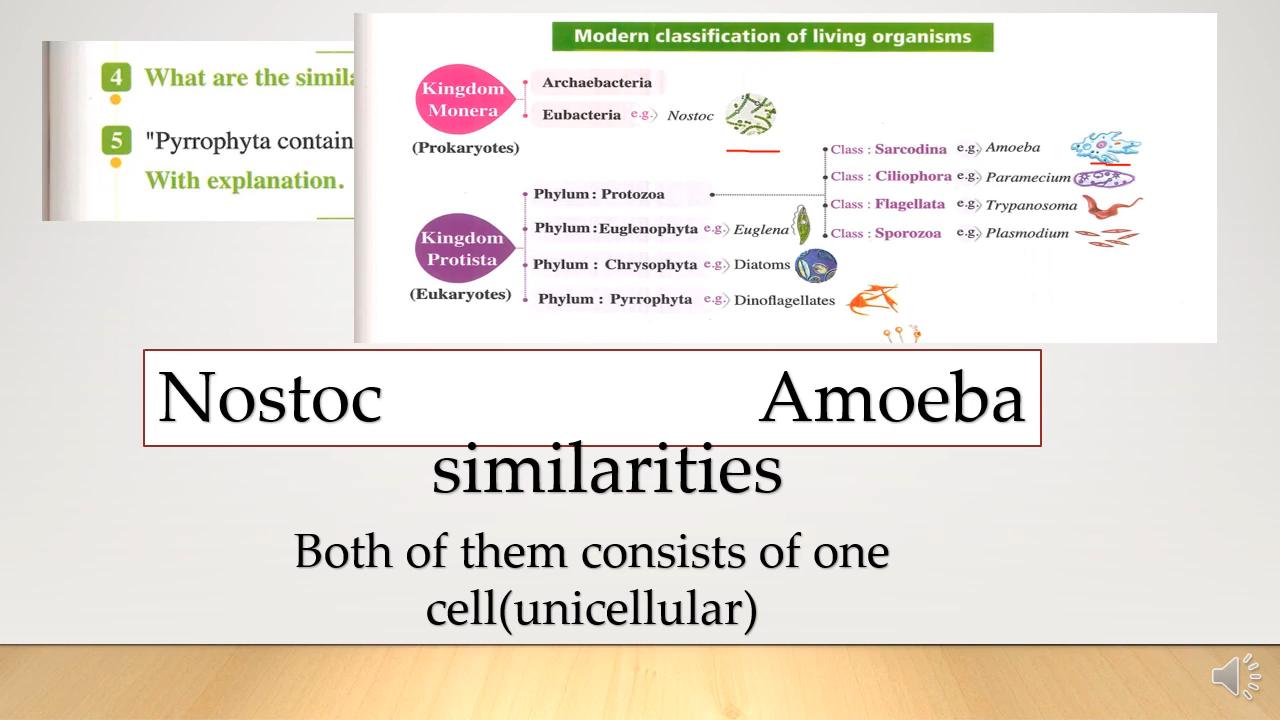 4 What are the simila
5 "Pyrrophyta contain
With explanation.
Modern classification of living organisms
Kingdom
Monera
(Prokaryotes)
Archaebacteria
Eubacteria e.g. Nostoc
Kingdom
Protista
(Eukaryotes)
Phylum : Protozoa
Phylum : Euglenophyta e.g. Euglena
Phylum : Chrysophyta e.g. Diatoms
Phylum : Pyrrophyta e.g. Dinoflagellates
Class : Sarcodina e.g. Amoeba
Class : Ciliophora e.g. Paramecium
Class : Flagellata e.g. Trypanosoma
Class : Sporozoa e.g. Plasmodium
Nostoc Amoeba
similarities
Both of them consists of one
cell(unicellular)